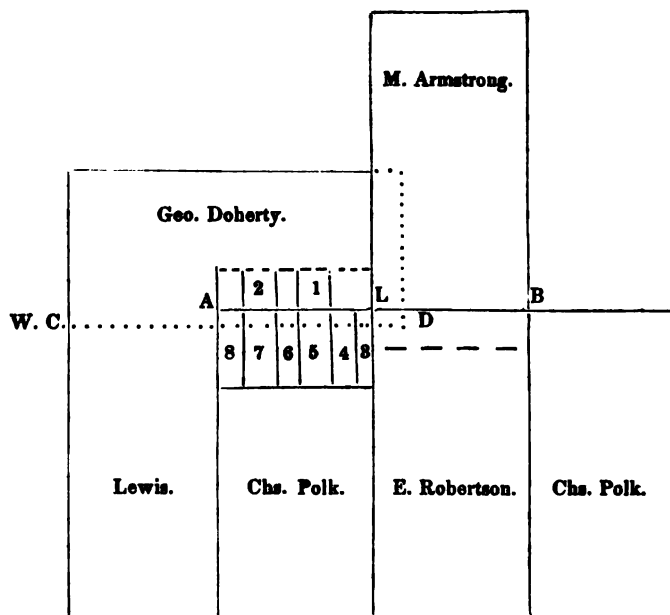 M. Armstrong.
Geo. Doherty.
2 1
A L B
W. C. D
8 7 6 5 4 3
Lewis. Chs. Polk. E. Robertson. Chs. Polk.